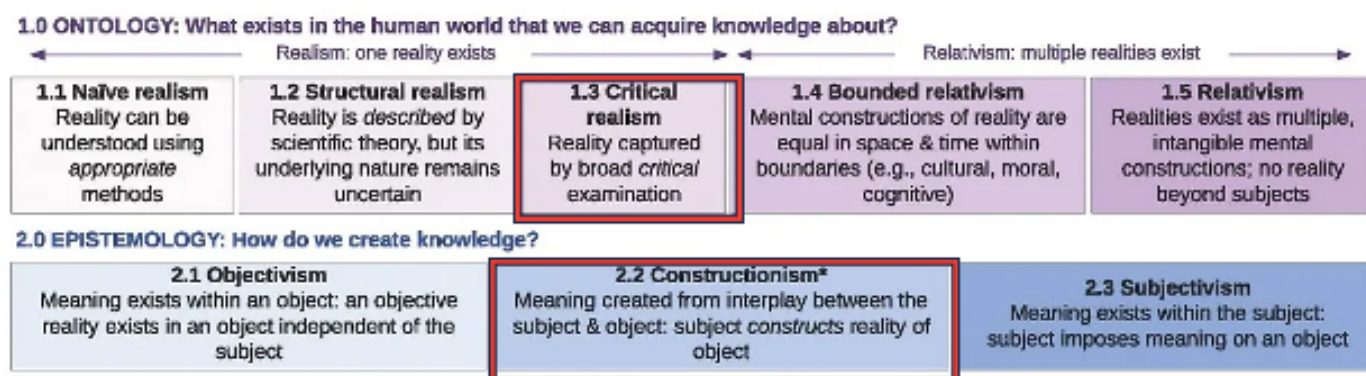 1.0 ONTOLOGY: What exists in the human world that we can acquire knowledge about?
Realism: one reality exists
Relativism: multiple realities exist
1.1 Naïve realism
Reality can be
understood using
appropriate
methods
1.2 Structural realism
Reality is described by
scientific theory, but its
underlying nature remains
uncertain
1.3 Critical
realism
Reality captured
by broad critical
examination
1.4 Bounded relativism
Mental constructions of reality are
equal in space & time within
boundaries (e.g., cultural, moral,
cognitive)
1.5 Relativism
Realities exist as multiple,
intangible mental
constructions; no reality
beyond subjects
2.0 EPISTEMOLOGY: How do we create knowledge?
2.1 Objectivism
Meaning exists within an object: an objective
reality exists in an object independent of the
subject
2.2 Constructionism*
Meaning created from interplay between the
subject & object: subject constructs reality of
object
2.3 Subjectivism
Meaning exists within the subject:
subject imposes meaning on an object